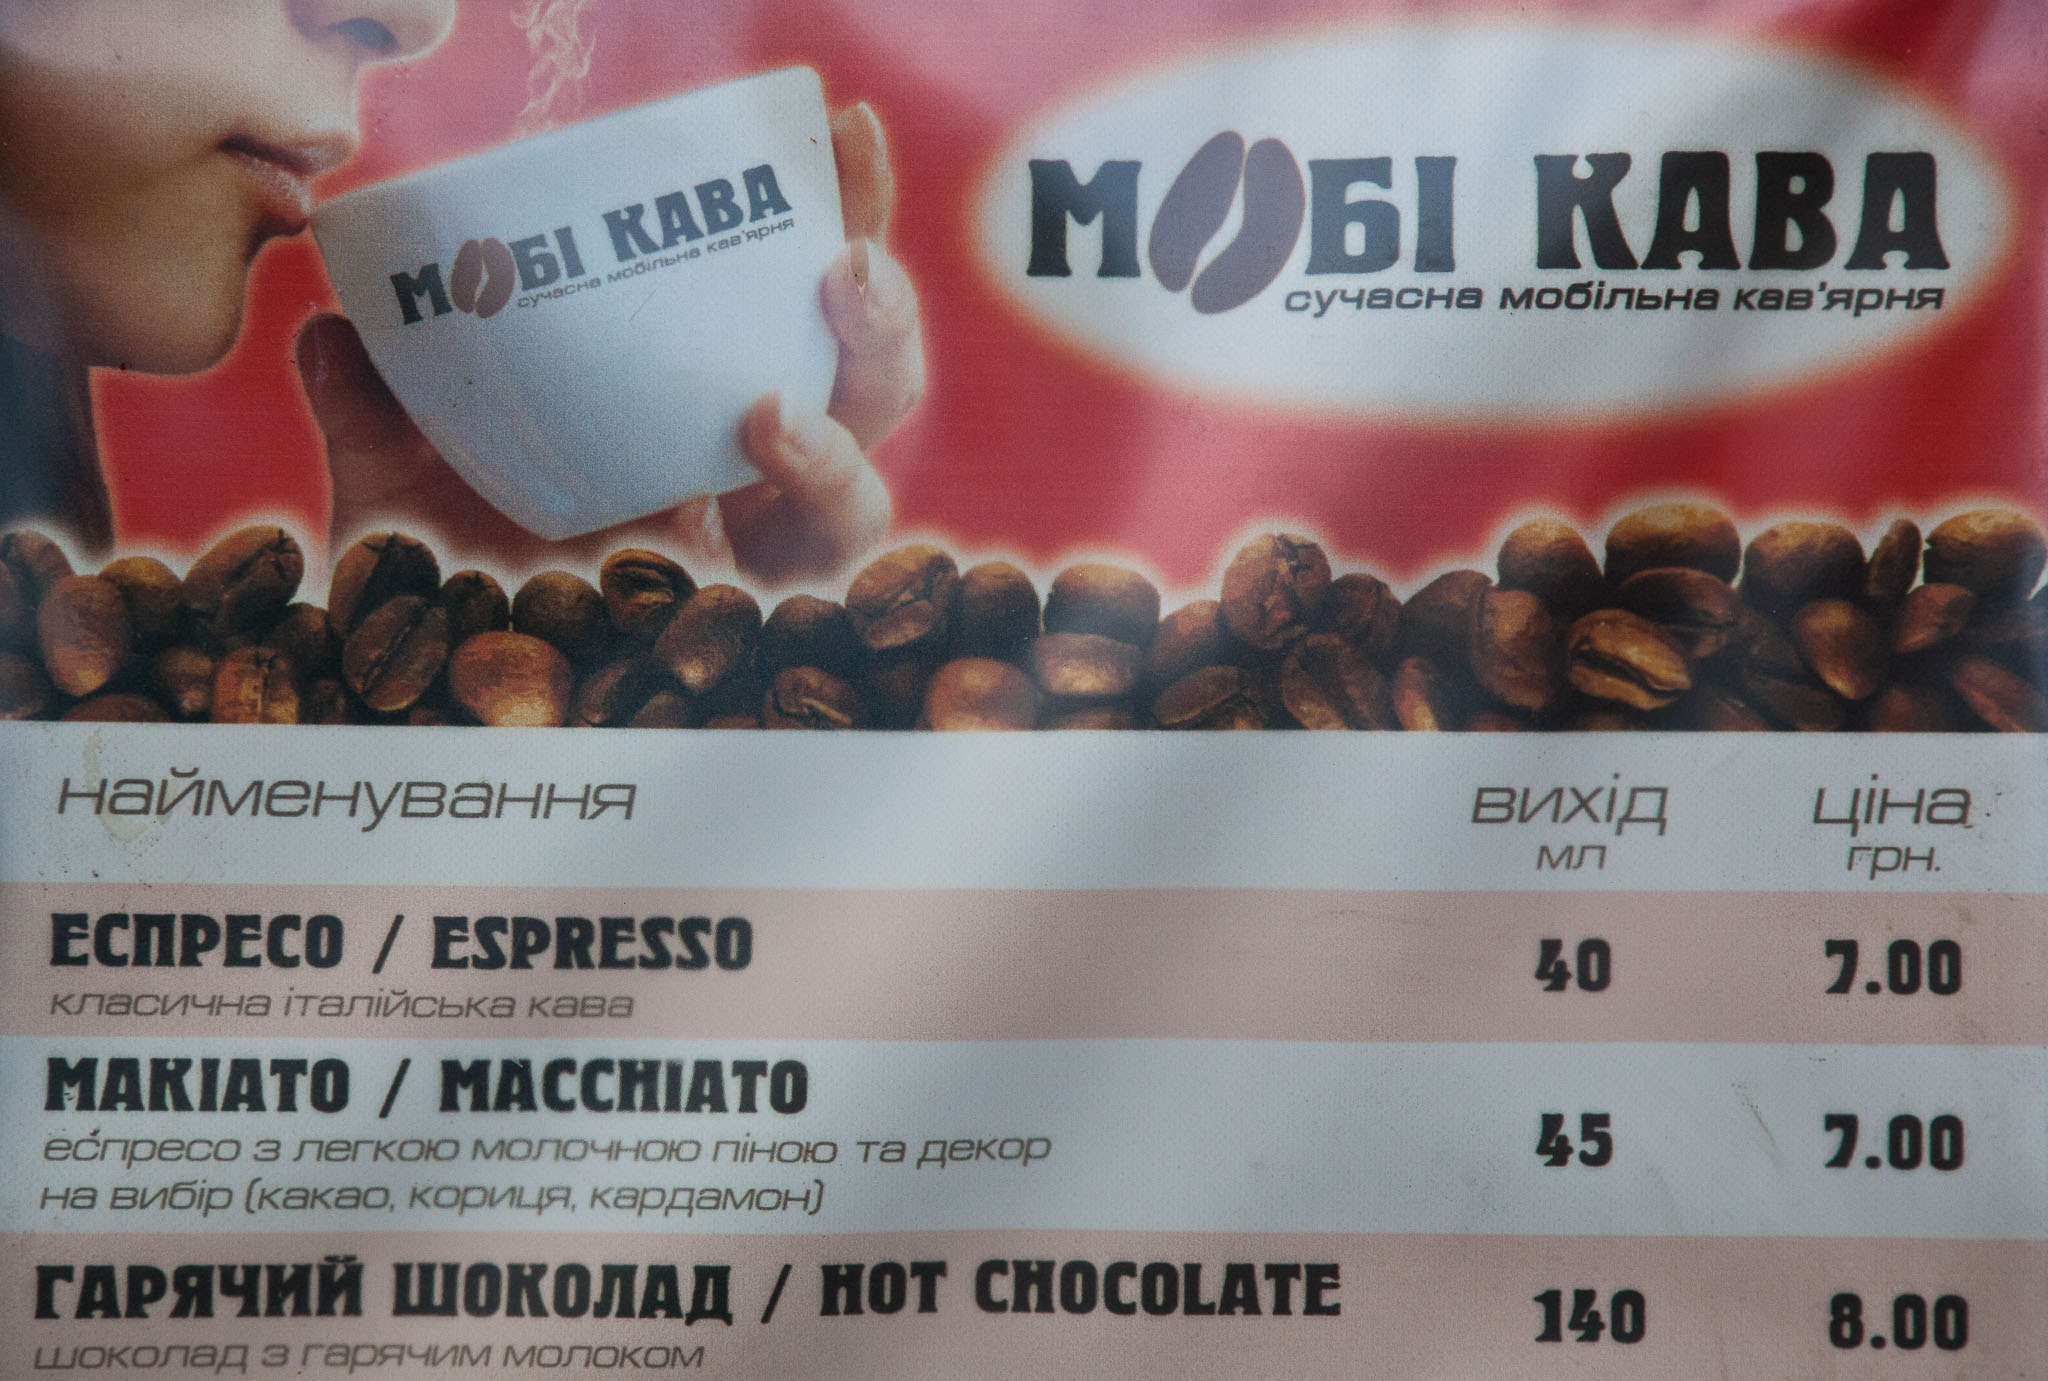 МОБІ КАВА
сучасна мобільна кав'ярня
МОБІ КАВА
сучасна мобільна кав'ярня
найменування вихід ціна
мл грн.
ЕСПРЕСО / ESPRESSO 40 7.00
класична італійська кава
МАКІАТО / MACCHIATO
еспресо з легкою молочною піною та декор 45 7.00
на вибір (какао, кориця, кардамон)
ГАРЯЧИЙ ШОКОЛАД / HOT CHOCOLATE 140 8.00
шоколад з гарячим молоком